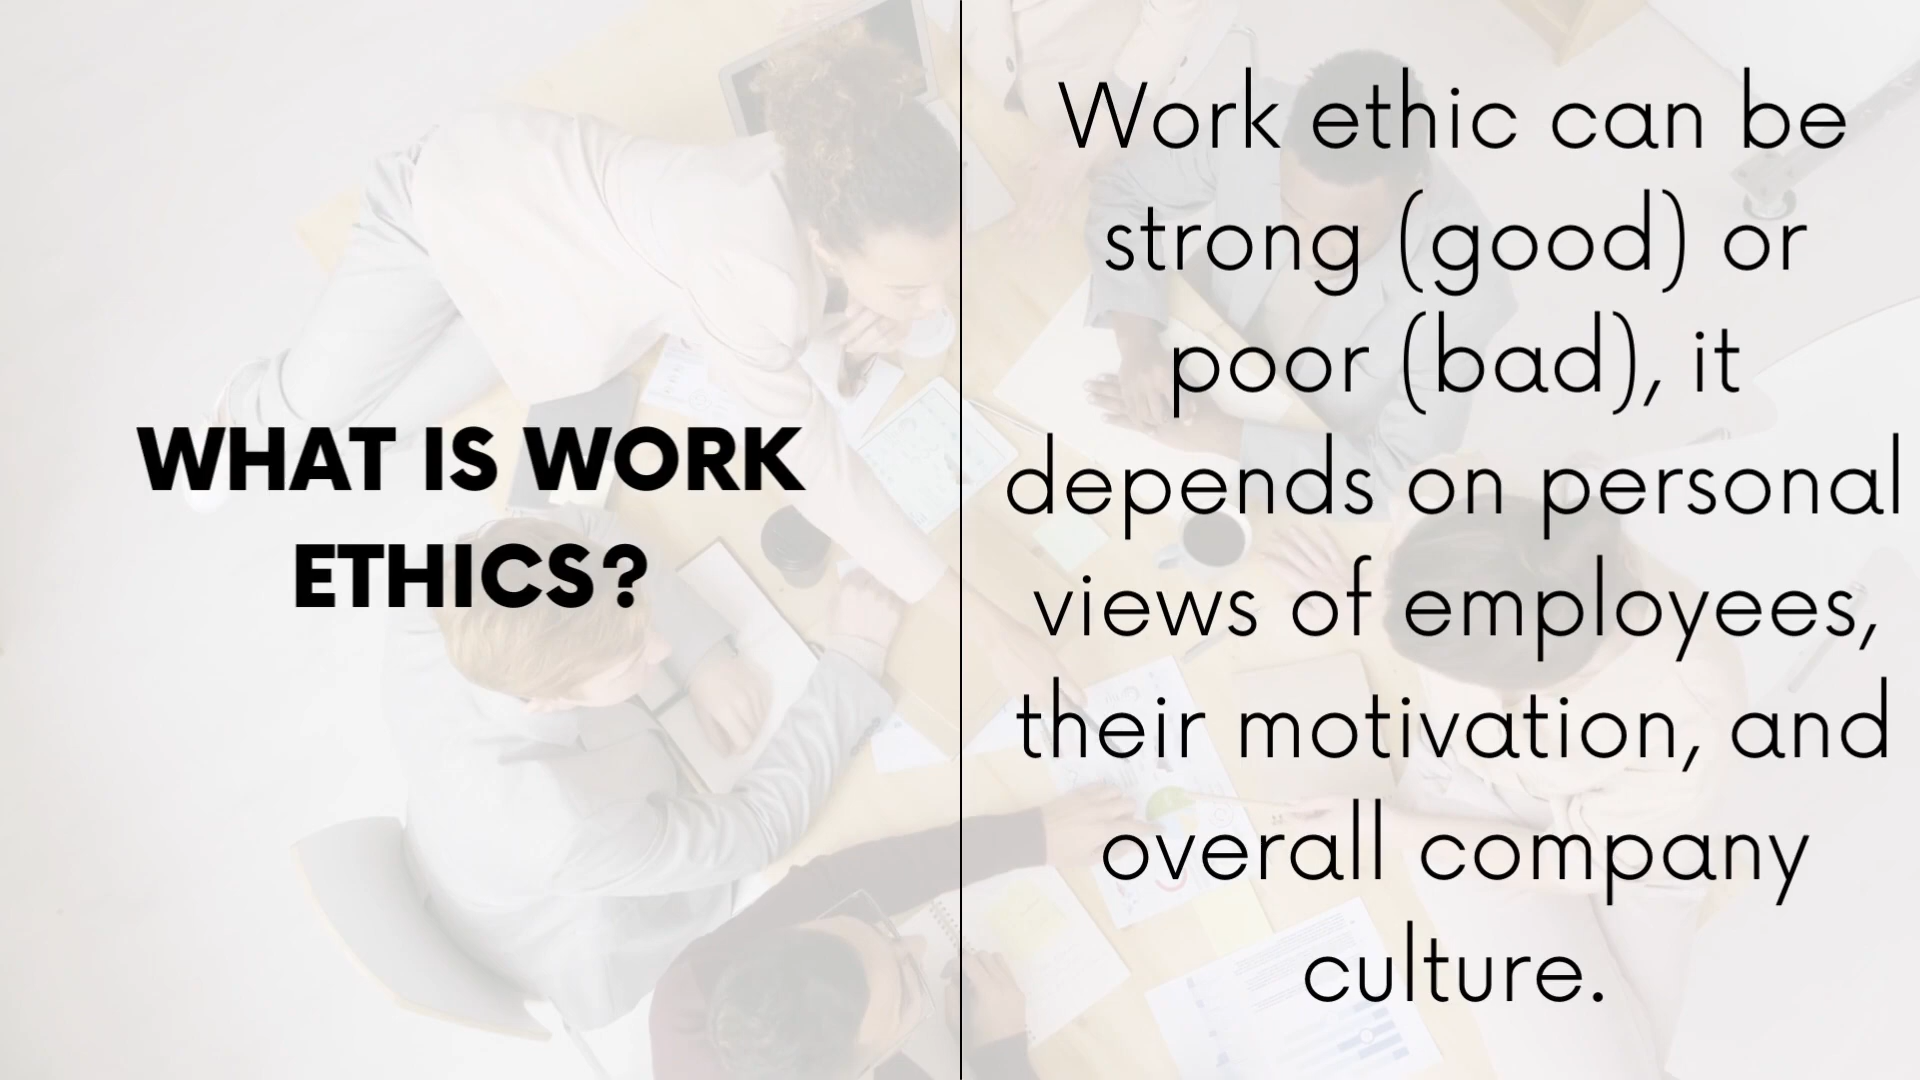 WHAT IS WORK
ETHICS?
Work ethic can be
strong (good) or
poor (bad), it
depends on personal
views of employees,
their motivation, and
overall company
culture.